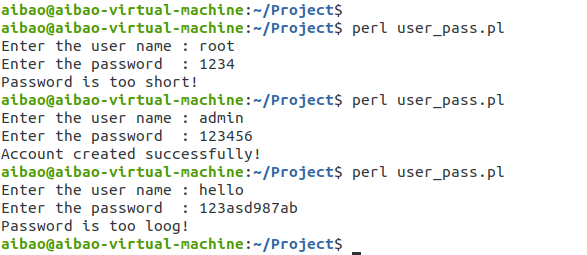 aibao@aibao-virtual-machine:~/Project$
aibao@aibao-virtual-machine:~/Project$ perl user_pass.pl
Enter the user name : root
Enter the password  : 1234
Password is too short!
aibao@aibao-virtual-machine:~/Project$ perl user_pass.pl
Enter the user name : admin
Enter the password  : 123456
Account created successfully!
aibao@aibao-virtual-machine:~/Project$ perl user_pass.pl
Enter the user name : hello
Enter the password  : 123asd987ab
Password is too loog!
aibao@aibao-virtual-machine:~/Project$